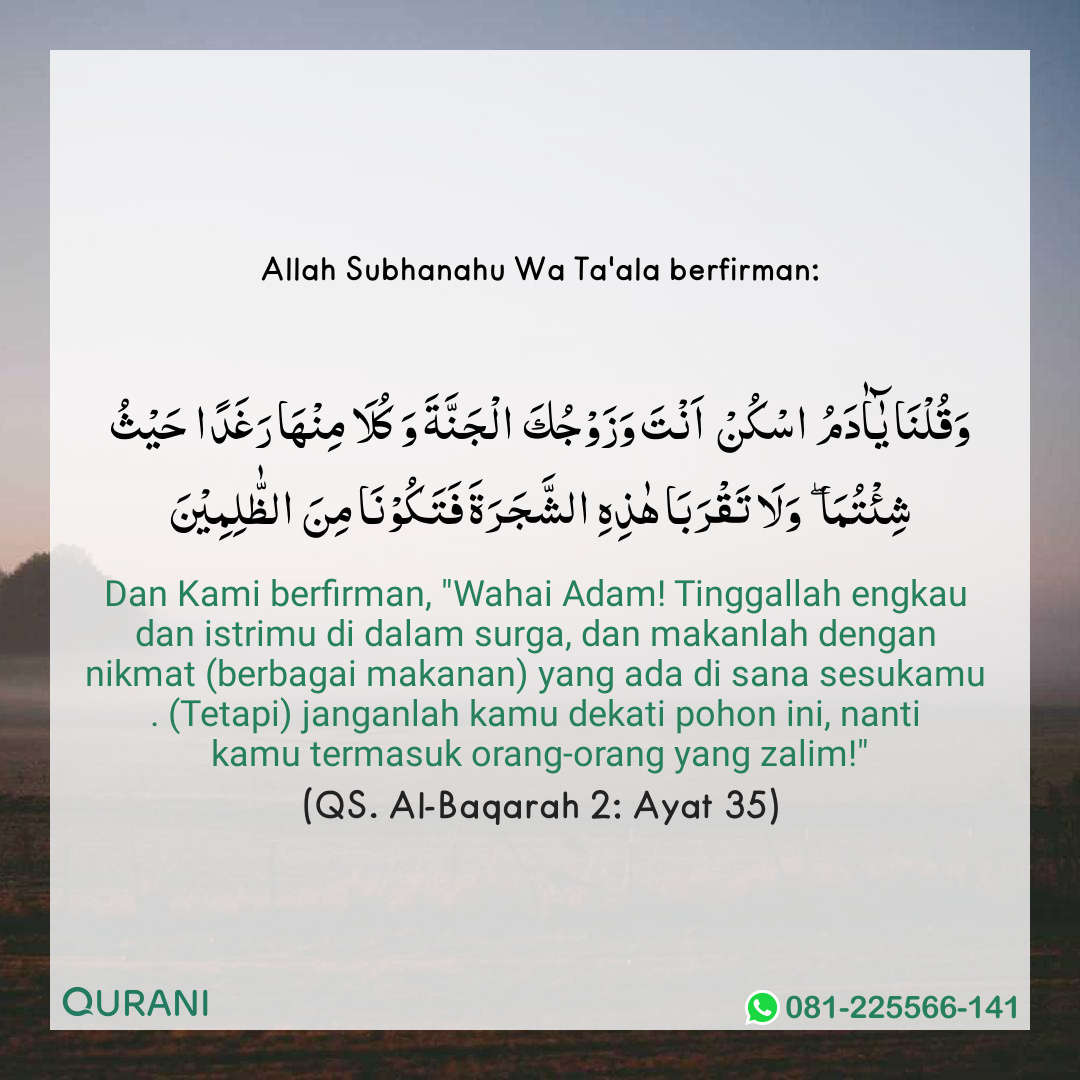 Allah Subhanahu Wa Ta'ala berfirman:
وَقُلْنَا يٰٓاٰدَمُ اسْكُنْ اَنْتَ وَزَوْجُكَ الْجَنَّةَ وَكُلَا مِنْهَا رَغَدًا حَيْثُ
شِئْتُمَا ۖ وَلَا تَقْرَبَا هٰذِهِ الشَّجَرَةَ فَتَكُوْنَا مِنَ الظّٰلِمِيْنَ
Dan Kami berfirman, "Wahai Adam! Tinggallah engkau
dan istrimu di dalam surga, dan makanlah dengan
nikmat (berbagai makanan) yang ada di sana sesukamu
. (Tetapi) janganlah kamu dekati pohon ini, nanti
kamu termasuk orang-orang yang zalim!"
(QS. Al-Baqarah 2: Ayat 35)
QURANI
081-225566-141